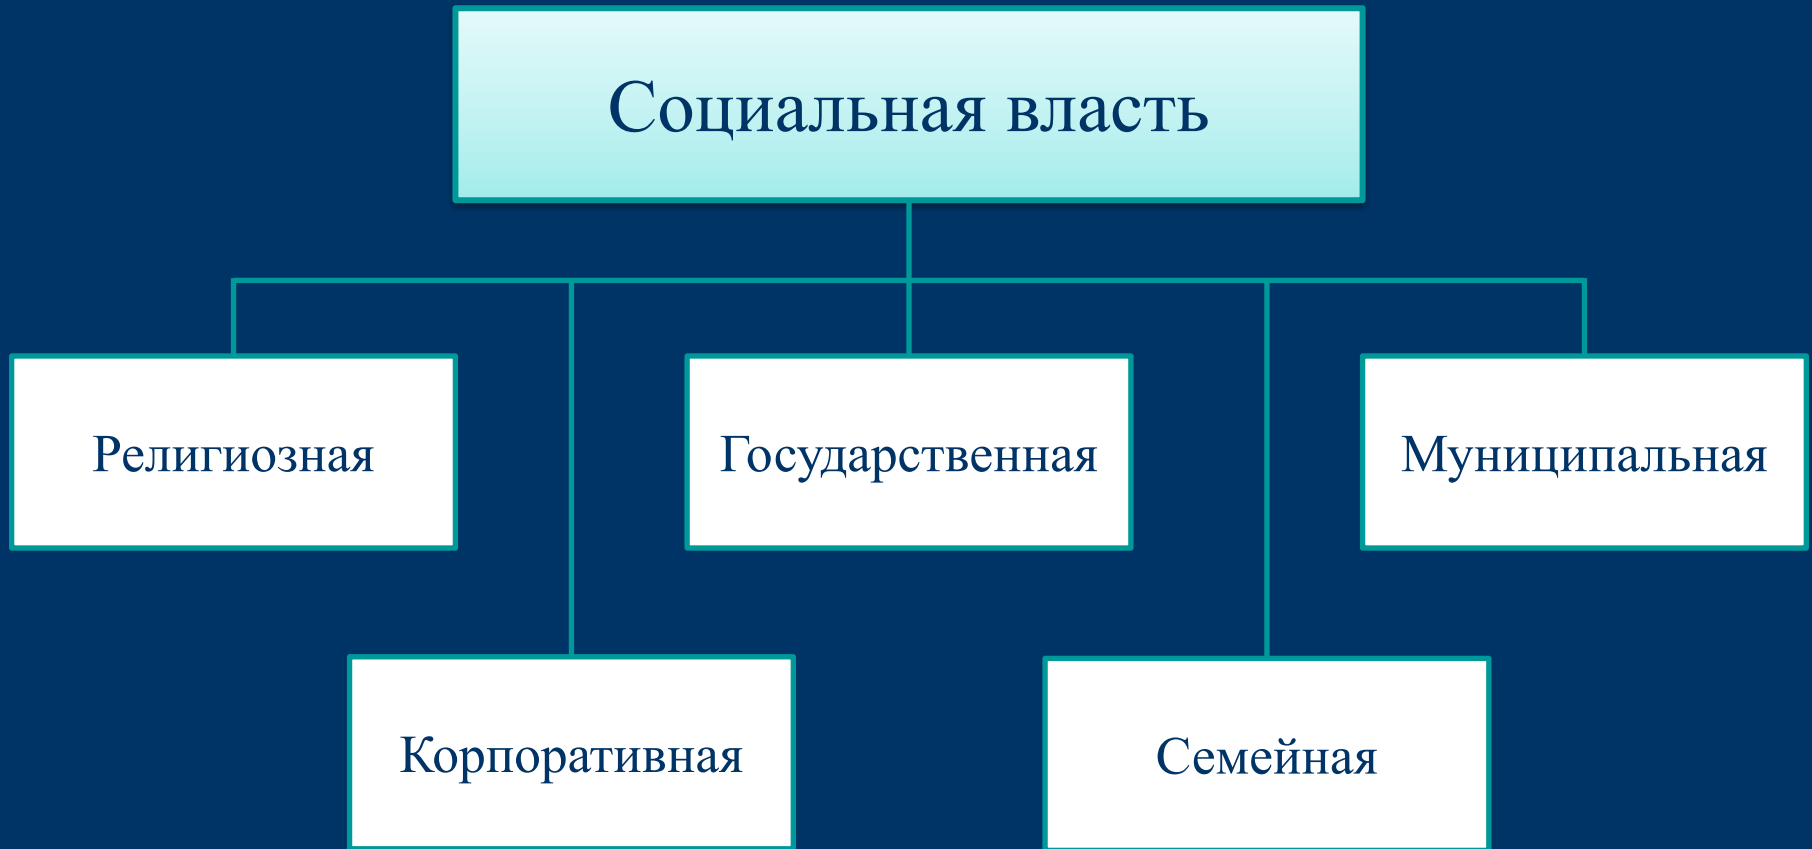 Социальная власть
Религиозная
Государственная
Муниципальная
Корпоративная
Семейная